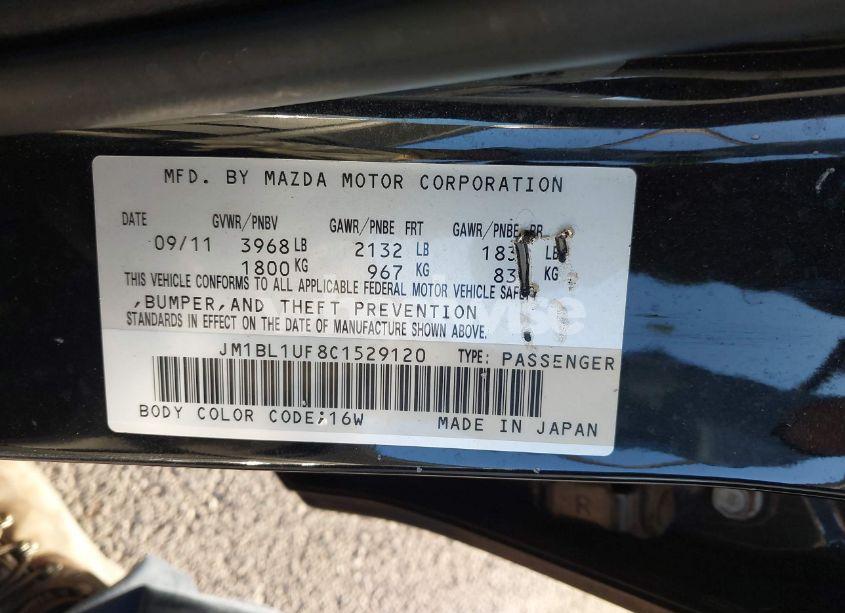 MFD. BY MAZDA MOTOR CORPORATION
DATE GVWR/PNBV GAWR/PNBE FRT GAWR/PNBE RR
09/11 3968 LB 2132 LB LB
1800 KG 967 KG KG
THIS VEHICLE CONFORMS TO ALL APPLICABLE FEDERAL MOTOR VEHICLE
,BUMPER, AND THEFT PREVENTION
STANDARDS IN EFFECT ON THE DATE OF MANUFACTURE SHOWN ABOVE.
JM1BL1UF8C1529120 TYPE: PASSENGER
BODY COLOR CODE;16W MADE IN JAPAN
R